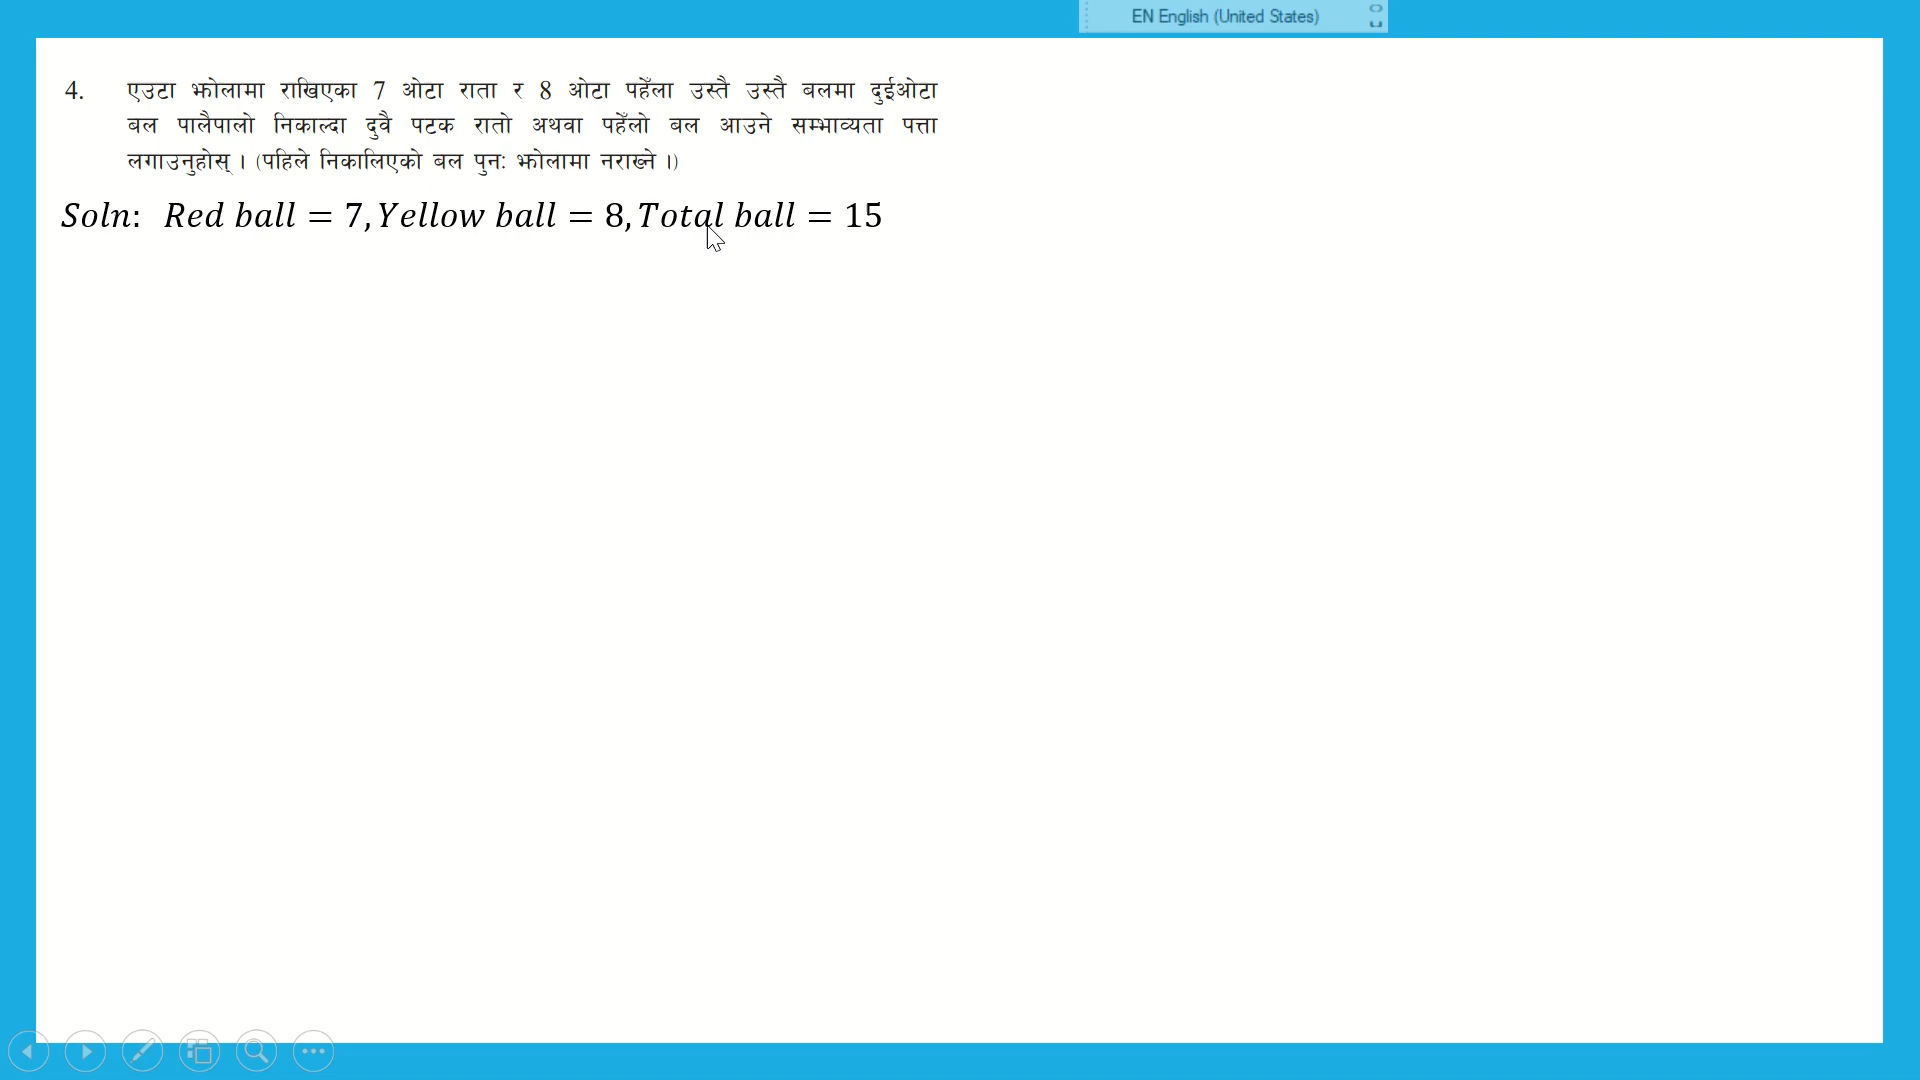 EN English (United States)
4. एउटा झोलामा राखिएका 7 ओटा राता र 8 ओटा पहेँला उस्तै उस्तै बलमा दुईओटा
बल पालैपालो निकाल्दा दुवै पटक रातो अथवा पहेँलो बल आउने सम्भाव्यता पत्ता
लगाउनुहोस् । (पहिले निकालिएको बल पुनः झोलामा नराख्ने ।)
Soln: Red ball = 7, Yellow ball = 8, Total ball = 15